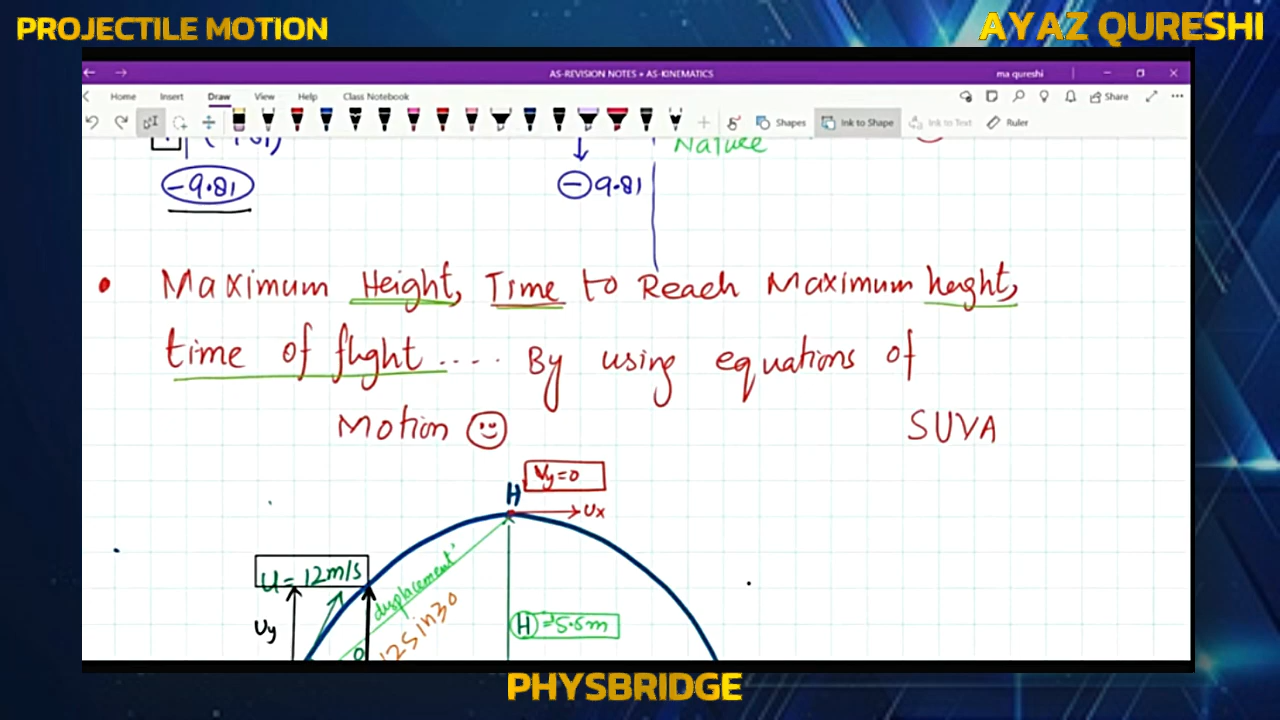 PROJECTILE MOTION
AYAZ QURESHI
AS-REVISION NOTES » AS-KINEMATICS
ma qureshi
Home Insert Draw View Help Class Notebook
Share
Shapes Ink to Shape Ink to Text Ruler
Nature
-9.81
- 9.81
• Maximum Height, Time to Reach Maximum height,
time of flight .... By using equations of
Motion
SUVA
Vy=0
H
Ux
U= 12m/s
displacement
Uy
12Sin30
H = 5.5m
PHYSBRIDGE